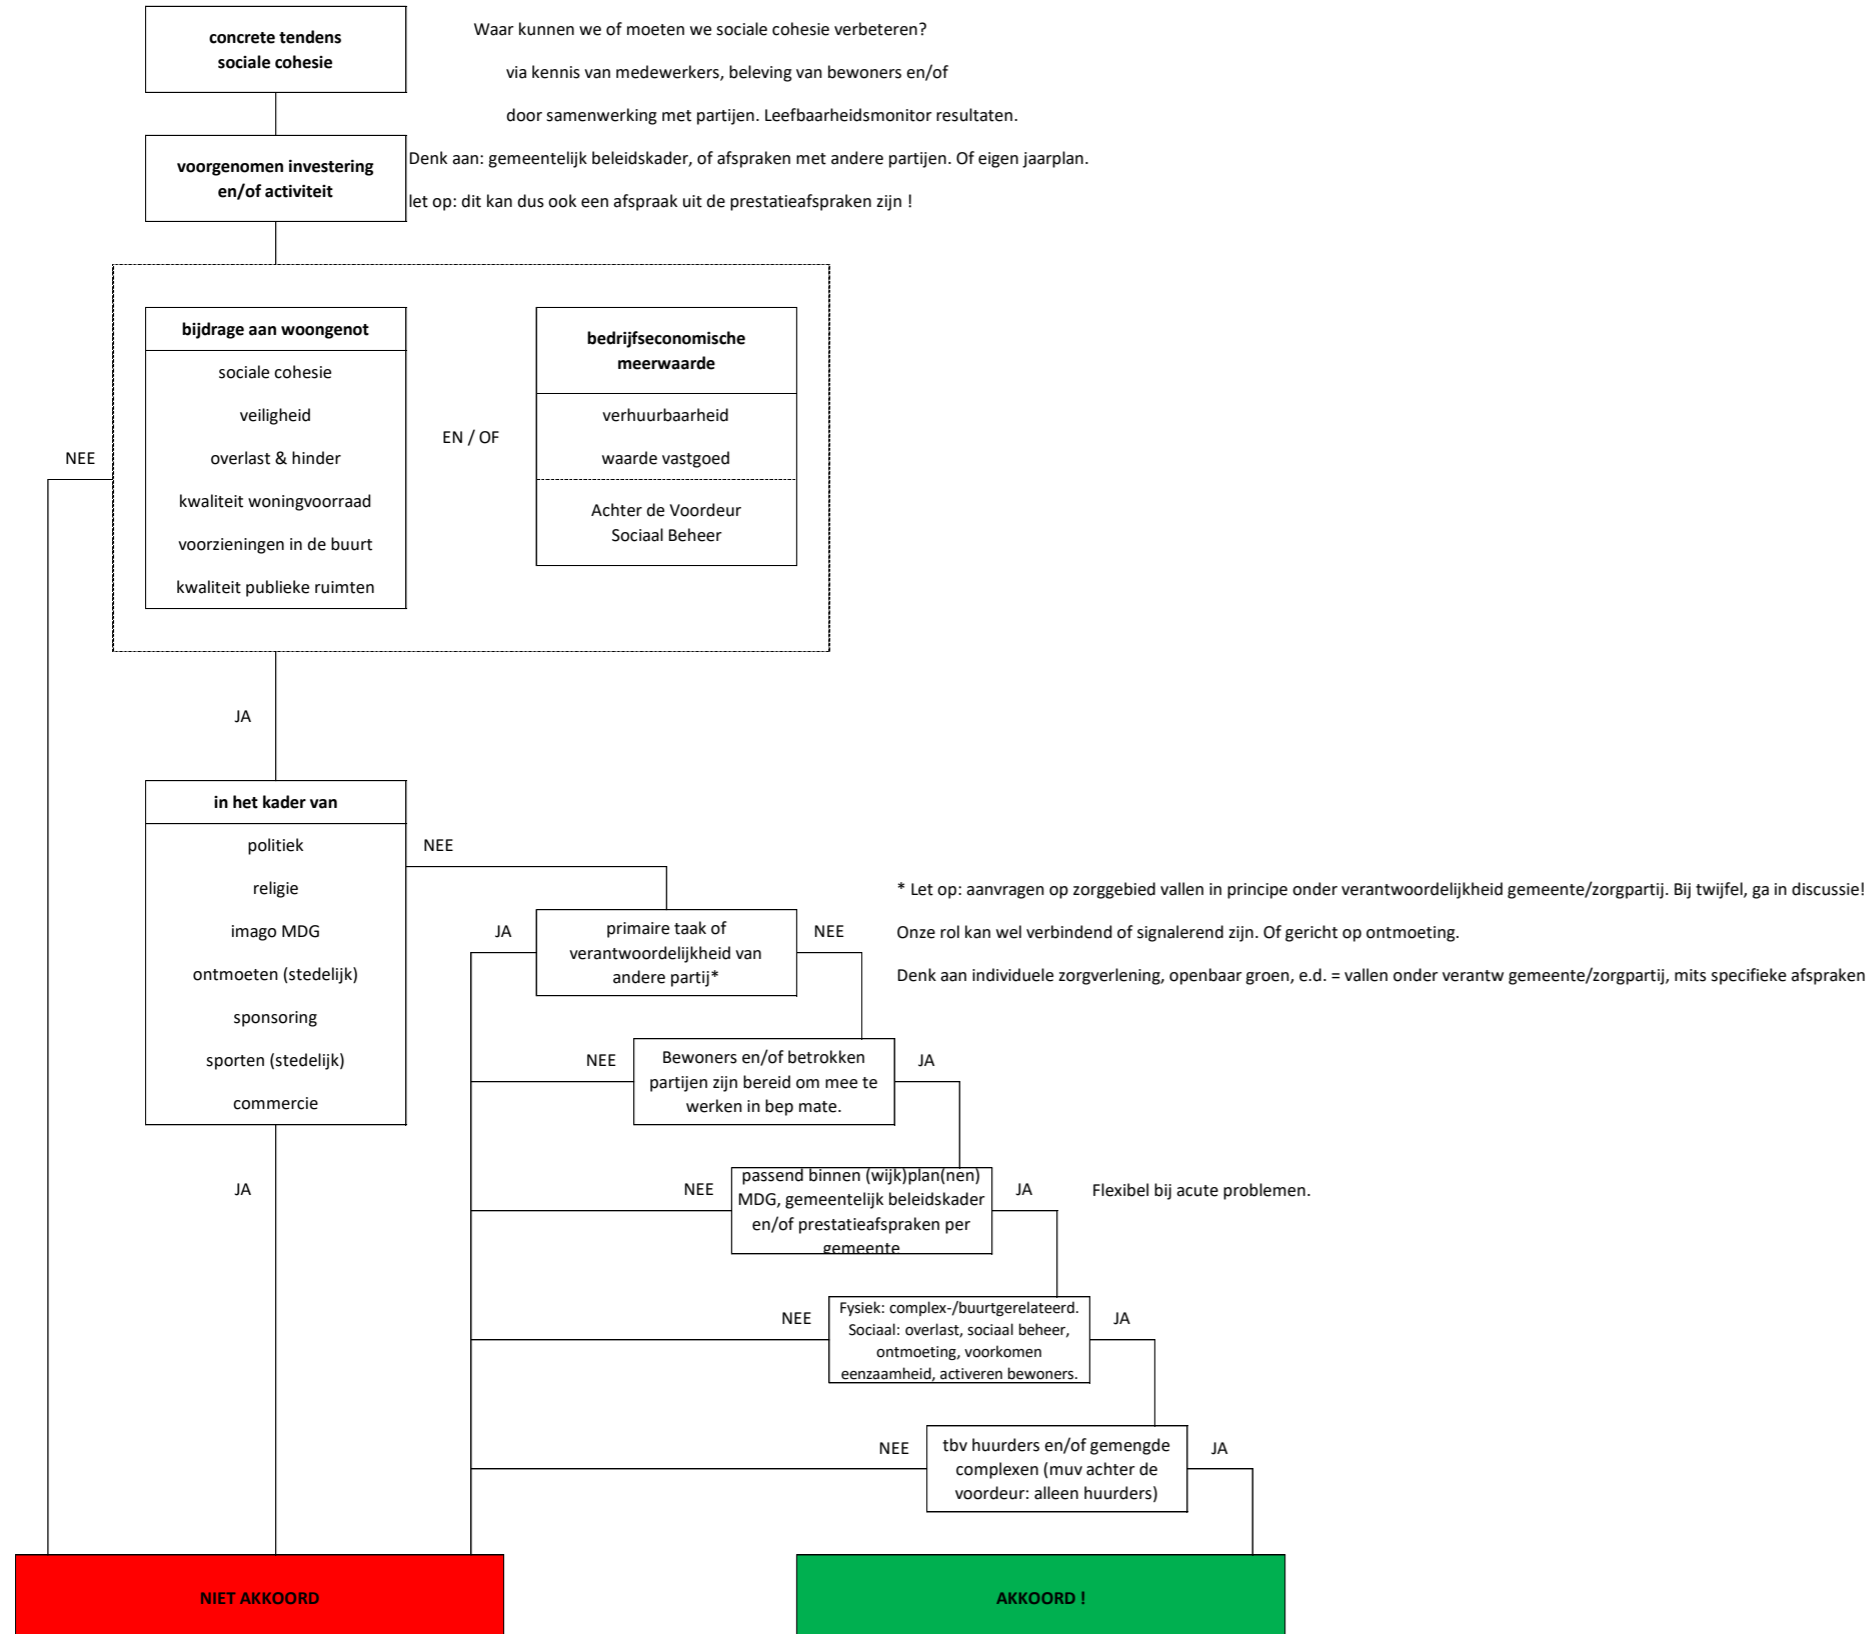 concrete tendens
sociale cohesie
Waar kunnen we of moeten we sociale cohesie verbeteren?
via kennis van medewerkers, beleving van bewoners en/of
door samenwerking met partijen. Leefbaarheidsmonitor resultaten.
voorgenomen investering
en/of activiteit
Denk aan: gemeentelijk beleidskader, of afspraken met andere partijen. Of eigen jaarplan.
let op: dit kan dus ook een afspraak uit de prestatieafspraken zijn !
bijdrage aan woongenot
sociale cohesie
veiligheid
overlast & hinder
kwaliteit woningvoorraad
voorzieningen in de buurt
kwaliteit publieke ruimten
EN / OF
bedrijfseconomische
meerwaarde
verhuurbaarheid
waarde vastgoed
Achter de Voordeur
Sociaal Beheer
NEE
JA
in het kader van
politiek
religie
imago MDG
ontmoeten (stedelijk)
sponsoring
sporten (stedelijk)
commercie
NEE
JA
JA
primaire taak of
verantwoordelijkheid van
andere partij*
NEE
* Let op: aanvragen op zorggebied vallen in principe onder verantwoordelijkheid gemeente/zorgpartij. Bij twijfel, ga in discussie!
Onze rol kan wel verbindend of signalerend zijn. Of gericht op ontmoeting.
Denk aan individuele zorgverlening, openbaar groen, e.d. = vallen onder verantw gemeente/zorgpartij, mits specifieke afspraken
NEE
Bewoners en/of betrokken
partijen zijn bereid om mee te
werken in bep mate.
JA
NEE
passend binnen (wijk)plan(nen)
MDG, gemeentelijk beleidskader
en/of prestatieafspraken per
gemeente
JA
Flexibel bij acute problemen.
NEE
Fysiek: complex-/buurtgerelateerd.
Sociaal: overlast, sociaal beheer,
ontmoeting, voorkomen
eenzaamheid, activeren bewoners.
JA
NEE
tbv huurders en/of gemengde
complexen (muv achter de
voordeur: alleen huurders)
JA
NIET AKKOORD
AKKOORD !